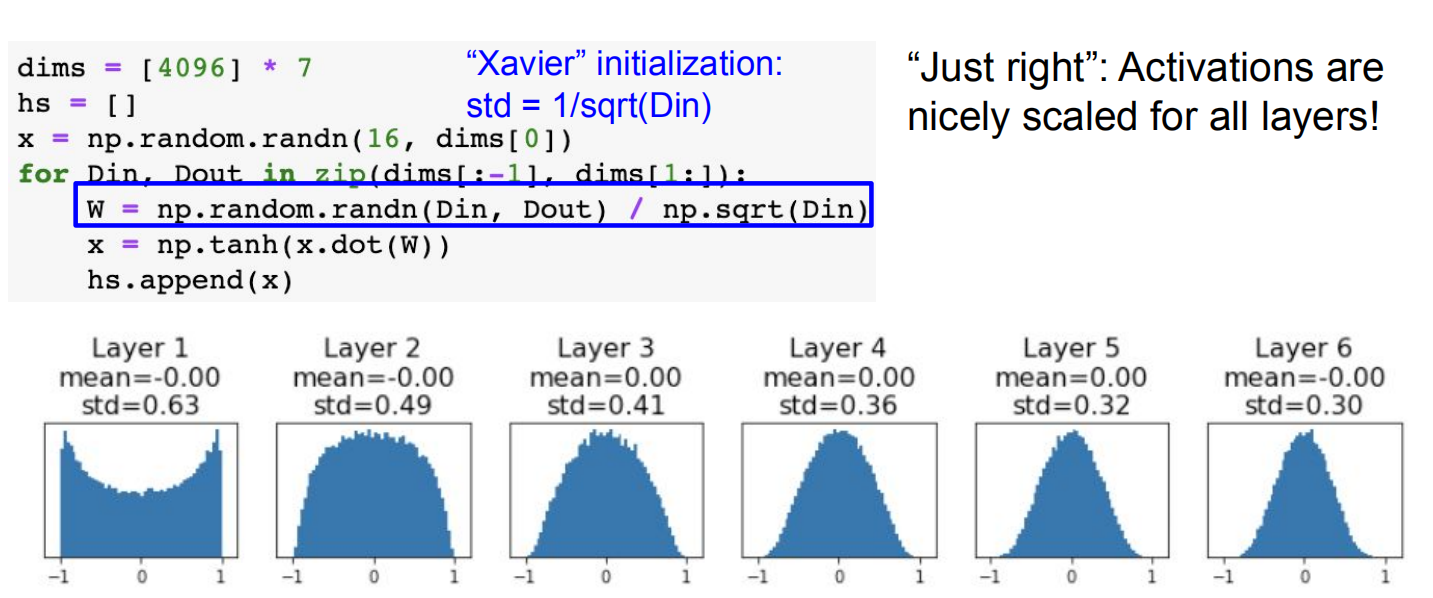 dims = [4096] * 7
hs = []
x = np.random.randn(16, dims[0])
for Din, Dout in zip(dims[:-1], dims[1:]):
    W = np.random.randn(Din, Dout) / np.sqrt(Din)
    x = np.tanh(x.dot(W))
    hs.append(x)
“Xavier” initialization:
std = 1/sqrt(Din)
“Just right”: Activations are
nicely scaled for all layers!
Layer 1
mean=-0.00
std=0.63
-1 0 1
Layer 2
mean=-0.00
std=0.49
-1 0 1
Layer 3
mean=0.00
std=0.41
-1 0 1
Layer 4
mean=0.00
std=0.36
-1 0 1
Layer 5
mean=0.00
std=0.32
-1 0 1
Layer 6
mean=-0.00
std=0.30
-1 0 1